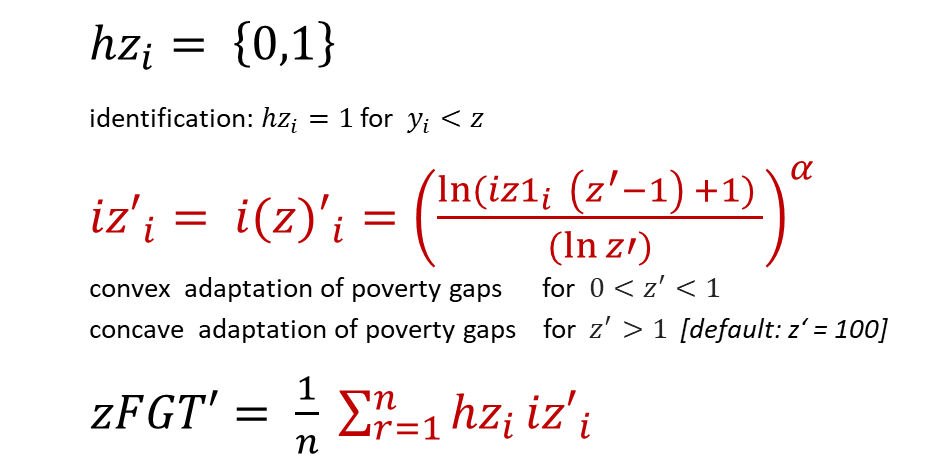 hz_i = {0,1}
identification: hz_i = 1 for y_i < z
iz'_i = i(z)'_i = (ln(iz1_i (z′−1) +1) / (ln z′))^α
convex adaptation of poverty gaps for 0 < z′ < 1
concave adaptation of poverty gaps for z′ > 1 [default: z‘ = 100]
zFGT′ = 1/n ∑_{r=1}^{n} hz_i iz'_i